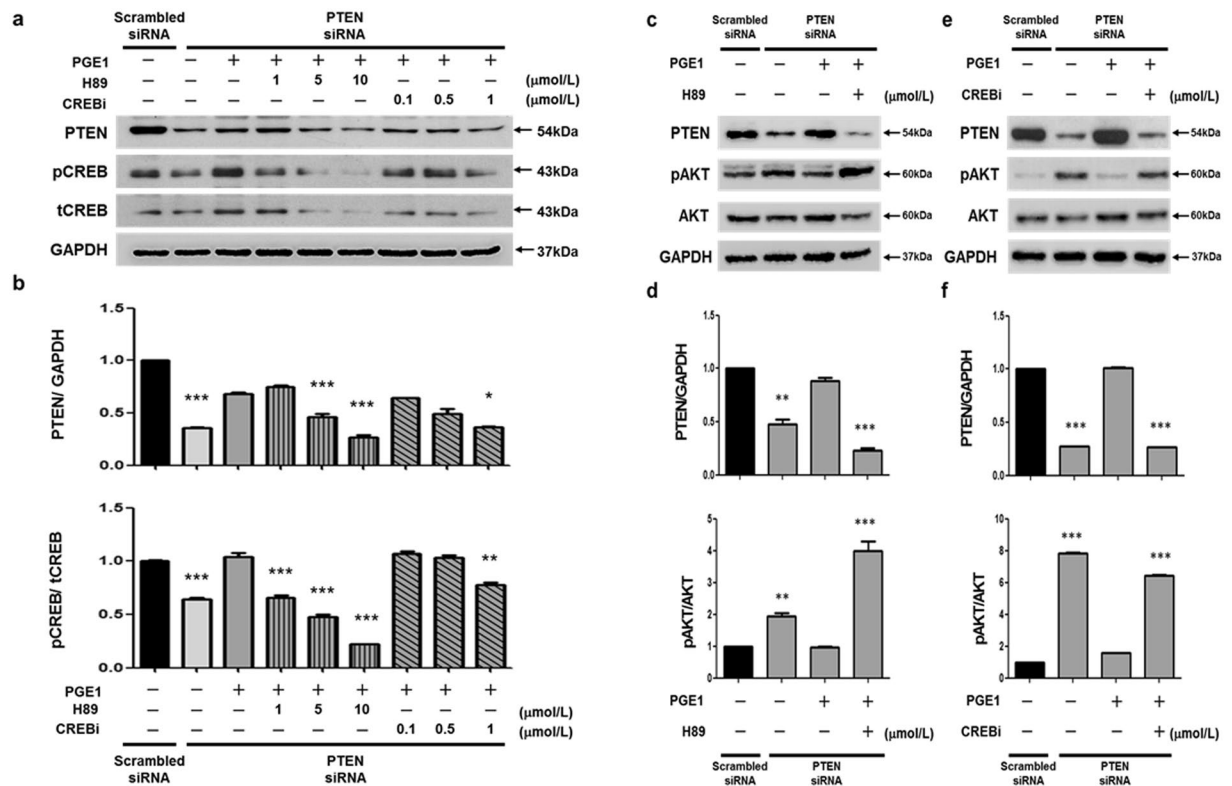 a
Scrambled siRNA PTEN siRNA
PGE1 − − + + + + + + +
H89 − − − 1 5 10 − − − (μmol/L)
CREBi − − − − − − 0.1 0.5 1 (μmol/L)
PTEN 54kDa
pCREB 43kDa
tCREB 43kDa
GAPDH 37kDa
b
PTEN/ GAPDH
1.5
1.0
0.5
0.0
*** *** *** *
pCREB/ tCREB
1.5
1.0
0.5
0.0
*** *** *** *** **
PGE1 − − + + + + + + +
H89 − − − 1 5 10 − − − (μmol/L)
CREBi − − − − − − 0.1 0.5 1 (μmol/L)
Scrambled siRNA PTEN siRNA
c
Scrambled siRNA PTEN siRNA
PGE1 − − + +
H89 − − − + (μmol/L)
PTEN 54kDa
pAKT 60kDa
AKT 60kDa
GAPDH 37kDa
d
PTEN/GAPDH
1.5
1.0
0.5
0.0
** ***
pAKT/AKT
5
4
3
2
1
0
** ***
PGE1 − − + +
H89 − − − + (μmol/L)
Scrambled siRNA PTEN siRNA
e
Scrambled siRNA PTEN siRNA
PGE1 − − + +
CREBi − − − + (μmol/L)
PTEN 54kDa
pAKT 60kDa
AKT 60kDa
GAPDH 37kDa
f
PTEN/GAPDH
1.5
1.0
0.5
0.0
*** ***
pAKT/AKT
10
8
6
4
2
0
*** ***
PGE1 − − + +
CREBi − − − + (μmol/L)
Scrambled siRNA PTEN siRNA